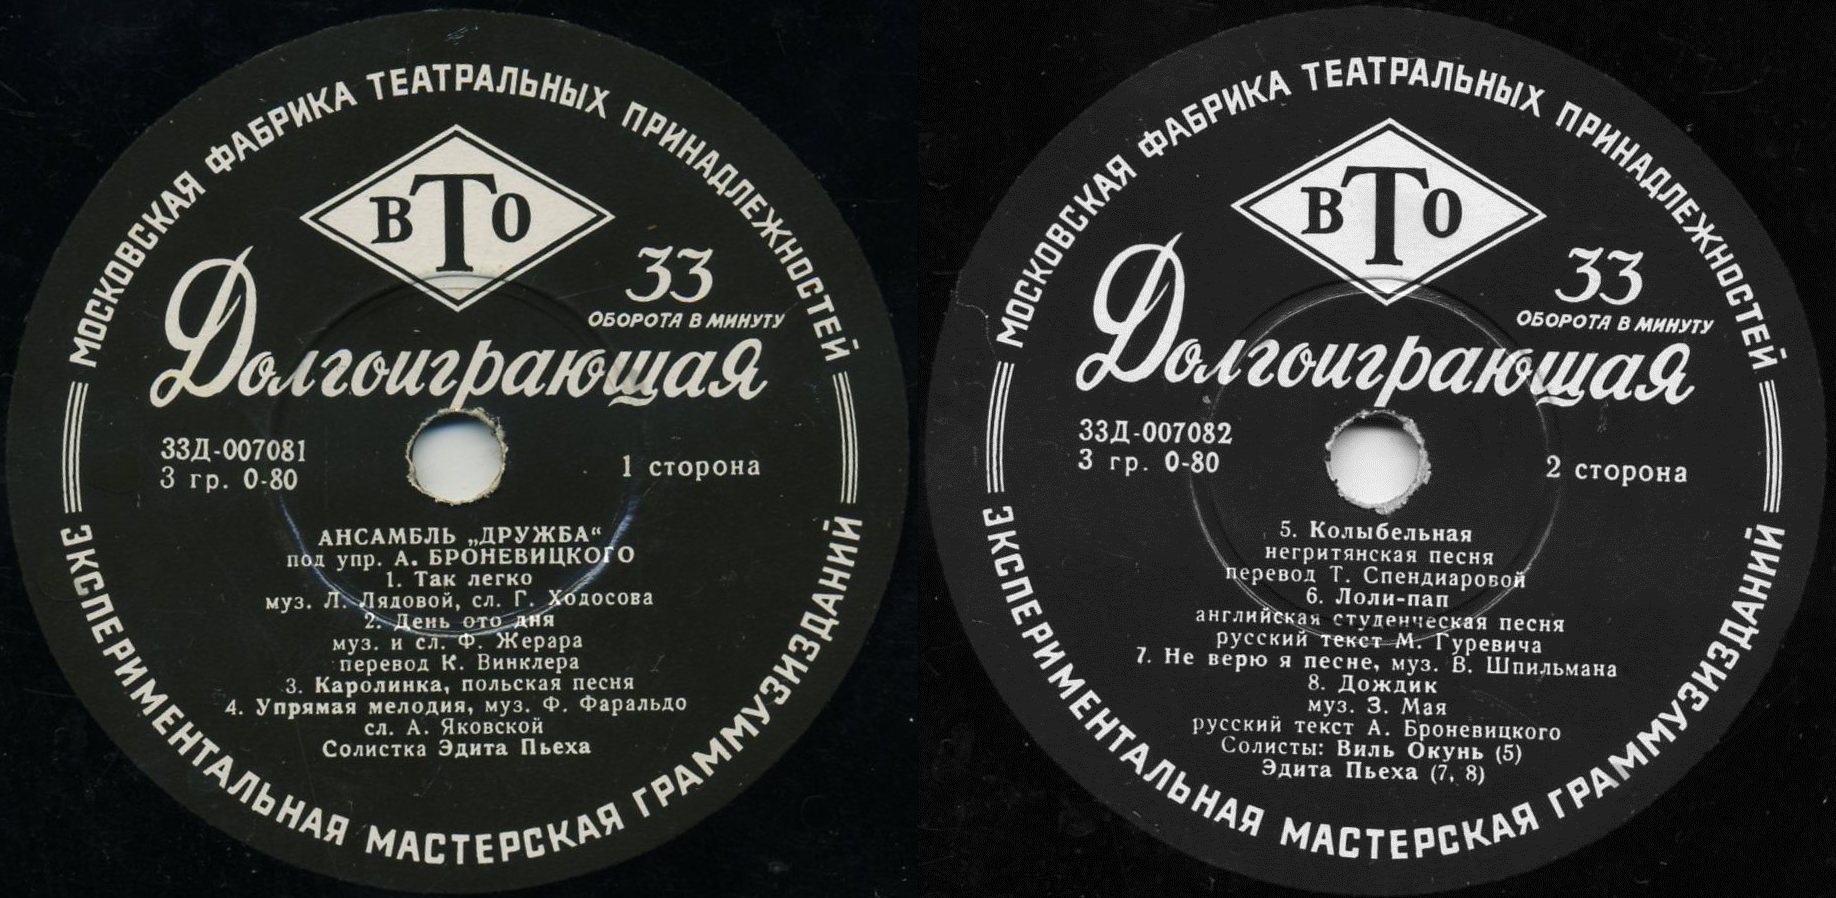 МОСКОВСКАЯ ФАБРИКА ТЕАТРАЛЬНЫХ ПРИНАДЛЕЖНОСТЕЙ
ВТО
33
ОБОРОТА В МИНУТУ
Долгоиграющая
33Д-007081
3 гр. 0-80
1 сторона
АНСАМБЛЬ „ДРУЖБА“
под упр. А. БРОНЕВИЦКОГО
1. Так легко
муз. Л. Лядовой, сл. Г. Ходосова
2. День ото дня
муз. и сл. Ф. Жерара
перевод К. Винклера
3. Каролинка, польская песня
4. Упрямая мелодия, муз. Ф. Фаральдо
сл. А. Яковской
Солистка Эдита Пьеха
ЭКСПЕРИМЕНТАЛЬНАЯ МАСТЕРСКАЯ ГРАММУЗИЗДАНИЙ
МОСКОВСКАЯ ФАБРИКА ТЕАТРАЛЬНЫХ ПРИНАДЛЕЖНОСТЕЙ
ВТО
33
ОБОРОТА В МИНУТУ
Долгоиграющая
33Д-007082
3 гр. 0-80
2 сторона
5. Колыбельная
негритянская песня
перевод Т. Спендиаровой
6. Лоли-пап
английская студенческая песня
русский текст М. Гуревича
7. Не верю я песне, муз. В. Шпильмана
8. Дождик
муз. З. Мая
русский текст А. Броневицкого
Солисты: Виль Окунь (5)
Эдита Пьеха (7, 8)
ЭКСПЕРИМЕНТАЛЬНАЯ МАСТЕРСКАЯ ГРАММУЗИЗДАНИЙ